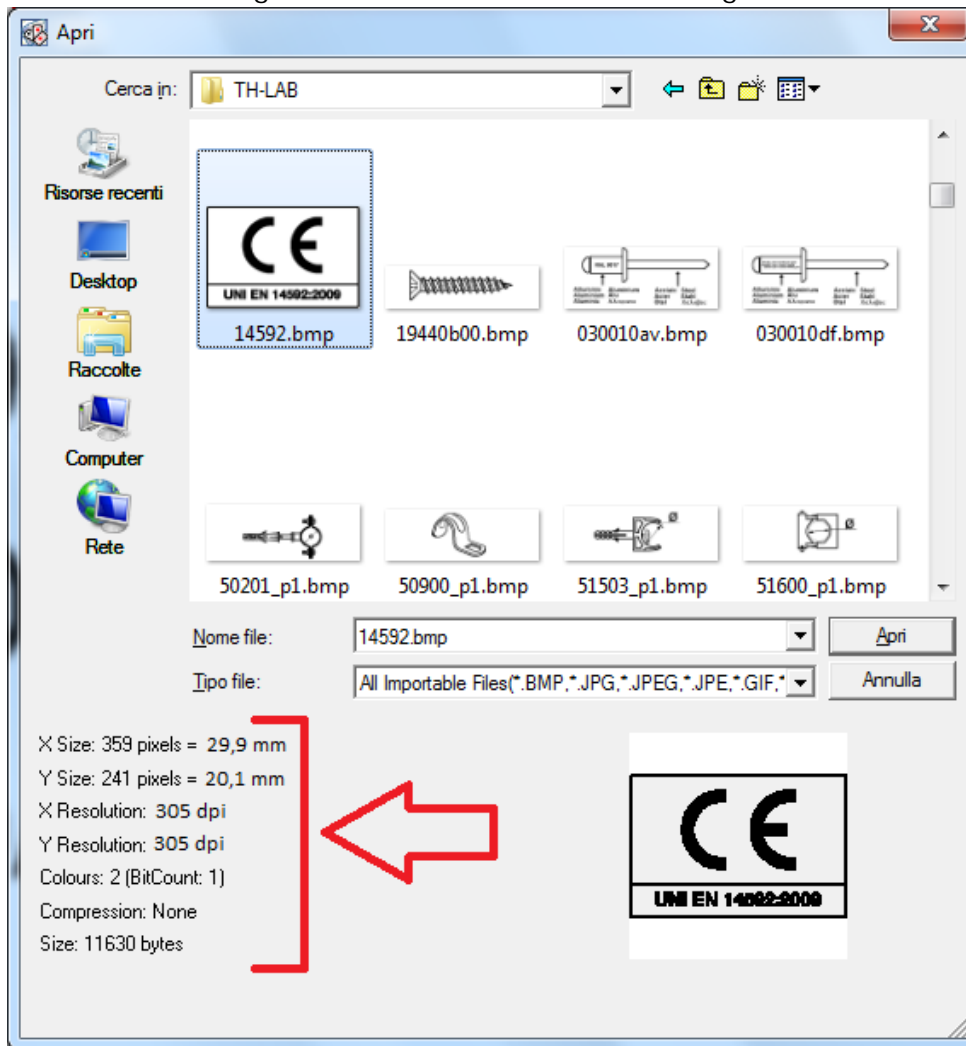 Apri
Cerca in: TH-LAB
Risorse recenti
Desktop
Raccolte
Computer
Rete
CE
UNI EN 14592:2009
14592.bmp
19440b00.bmp
030010av.bmp
030010df.bmp
50201_p1.bmp
50900_p1.bmp
51503_p1.bmp
51600_p1.bmp
Nome file: 14592.bmp Apri
Tipo file: All Importable Files(*.BMP,*.JPG,*.JPEG,*.JPE,*.GIF,* Annulla
X Size: 359 pixels = 29,9 mm
Y Size: 241 pixels = 20,1 mm
X Resolution: 305 dpi
Y Resolution: 305 dpi
Colours: 2 (BitCount: 1)
Compression: None
Size: 11630 bytes
CE
UNI EN 14592:2009